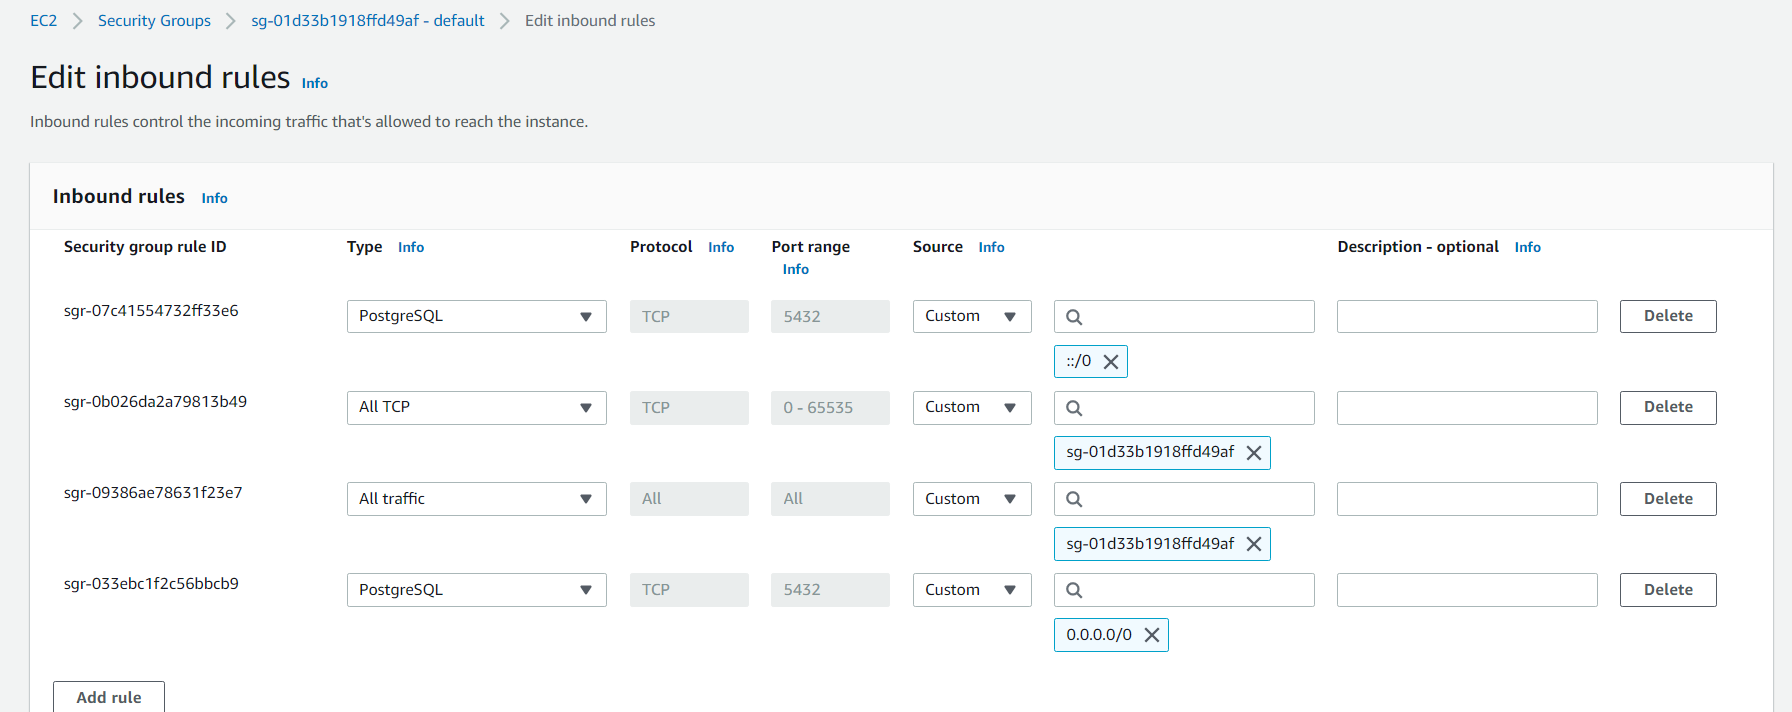 EC2 > Security Groups > sg-01d33b1918ffd49af - default > Edit inbound rules
Edit inbound rules Info
Inbound rules control the incoming traffic that's allowed to reach the instance.
Inbound rules Info
Security group rule ID Type Info Protocol Info Port range Info Source Info Description - optional Info
sgr-07c41554732ff33e6 PostgreSQL TCP 5432 Custom Delete
::/0
sgr-0b026da2a79813b49 All TCP TCP 0 - 65535 Custom Delete
sg-01d33b1918ffd49af
sgr-09386ae78631f23e7 All traffic All All Custom Delete
sg-01d33b1918ffd49af
sgr-033ebc1f2c56bbcb9 PostgreSQL TCP 5432 Custom Delete
0.0.0.0/0
Add rule